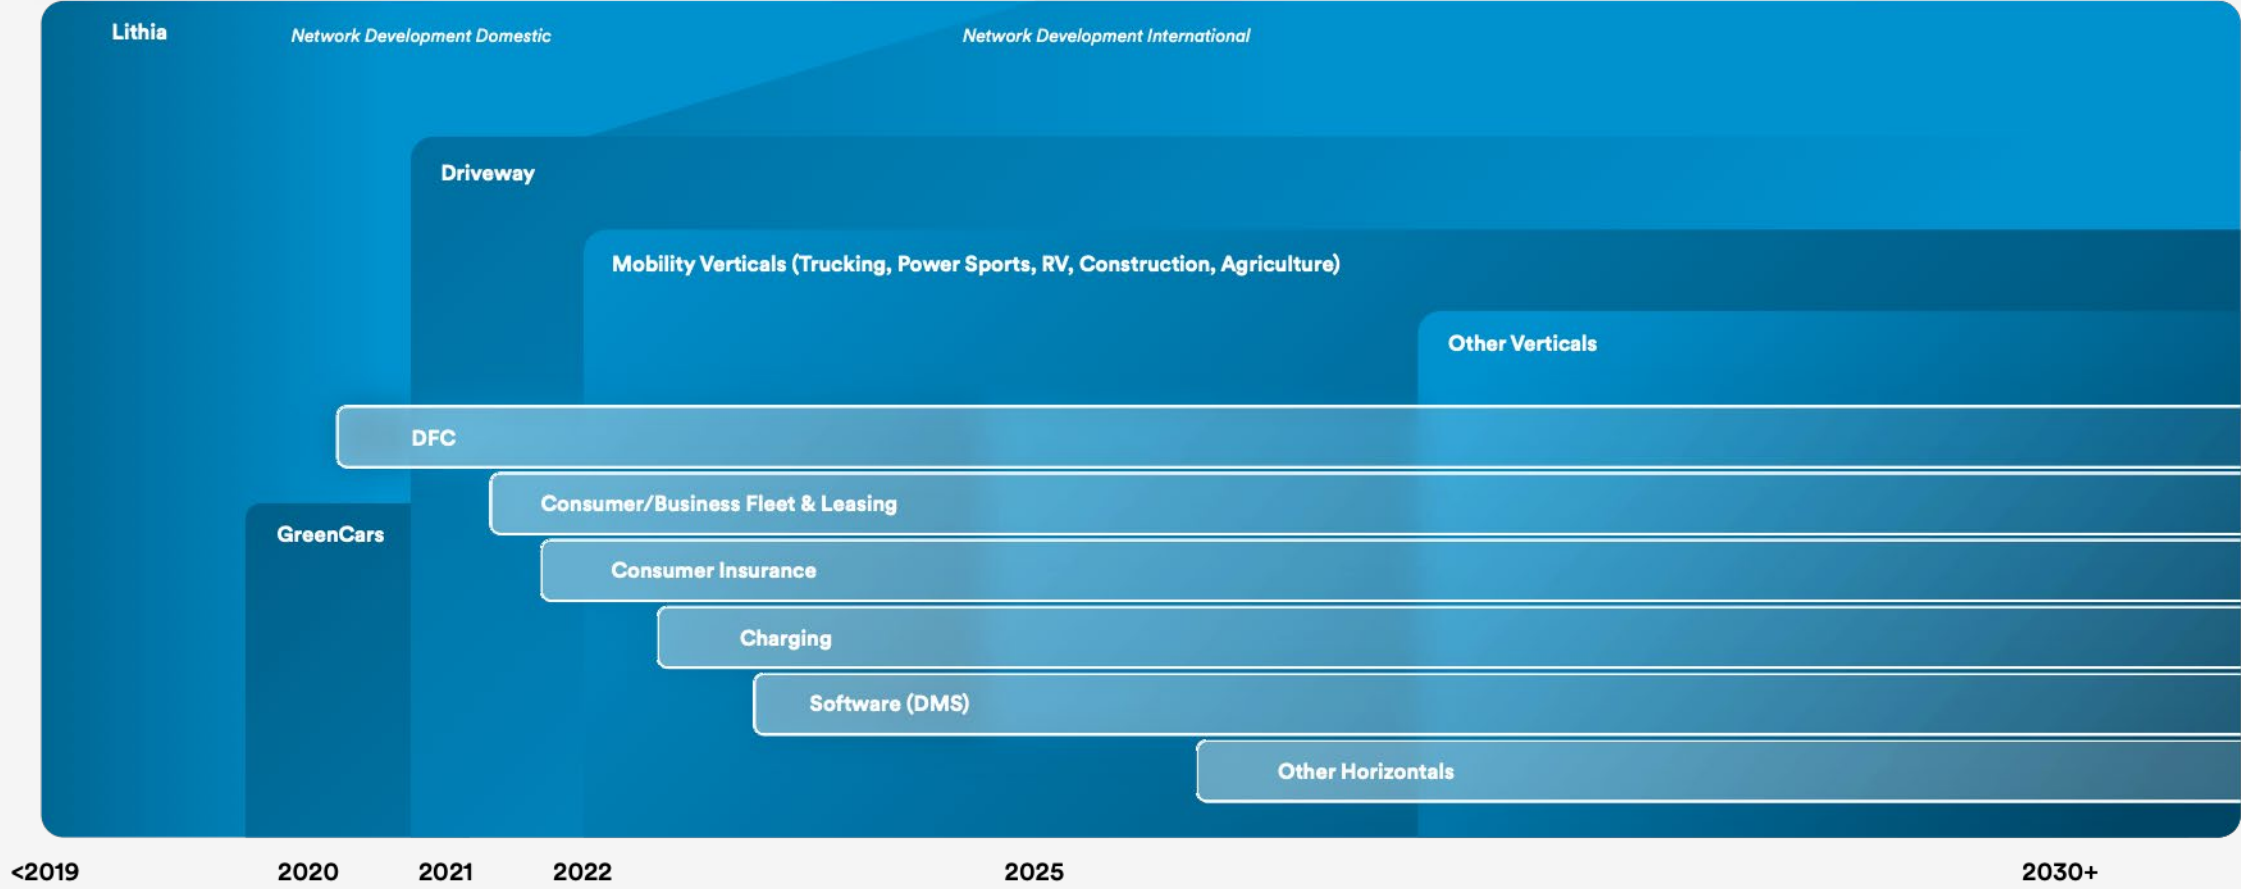 Lithia
Network Development Domestic
Network Development International
Driveway
Mobility Verticals (Trucking, Power Sports, RV, Construction, Agriculture)
Other Verticals
DFC
Consumer/Business Fleet & Leasing
GreenCars
Consumer Insurance
Charging
Software (DMS)
Other Horizontals
<2019
2020
2021
2022
2025
2030+